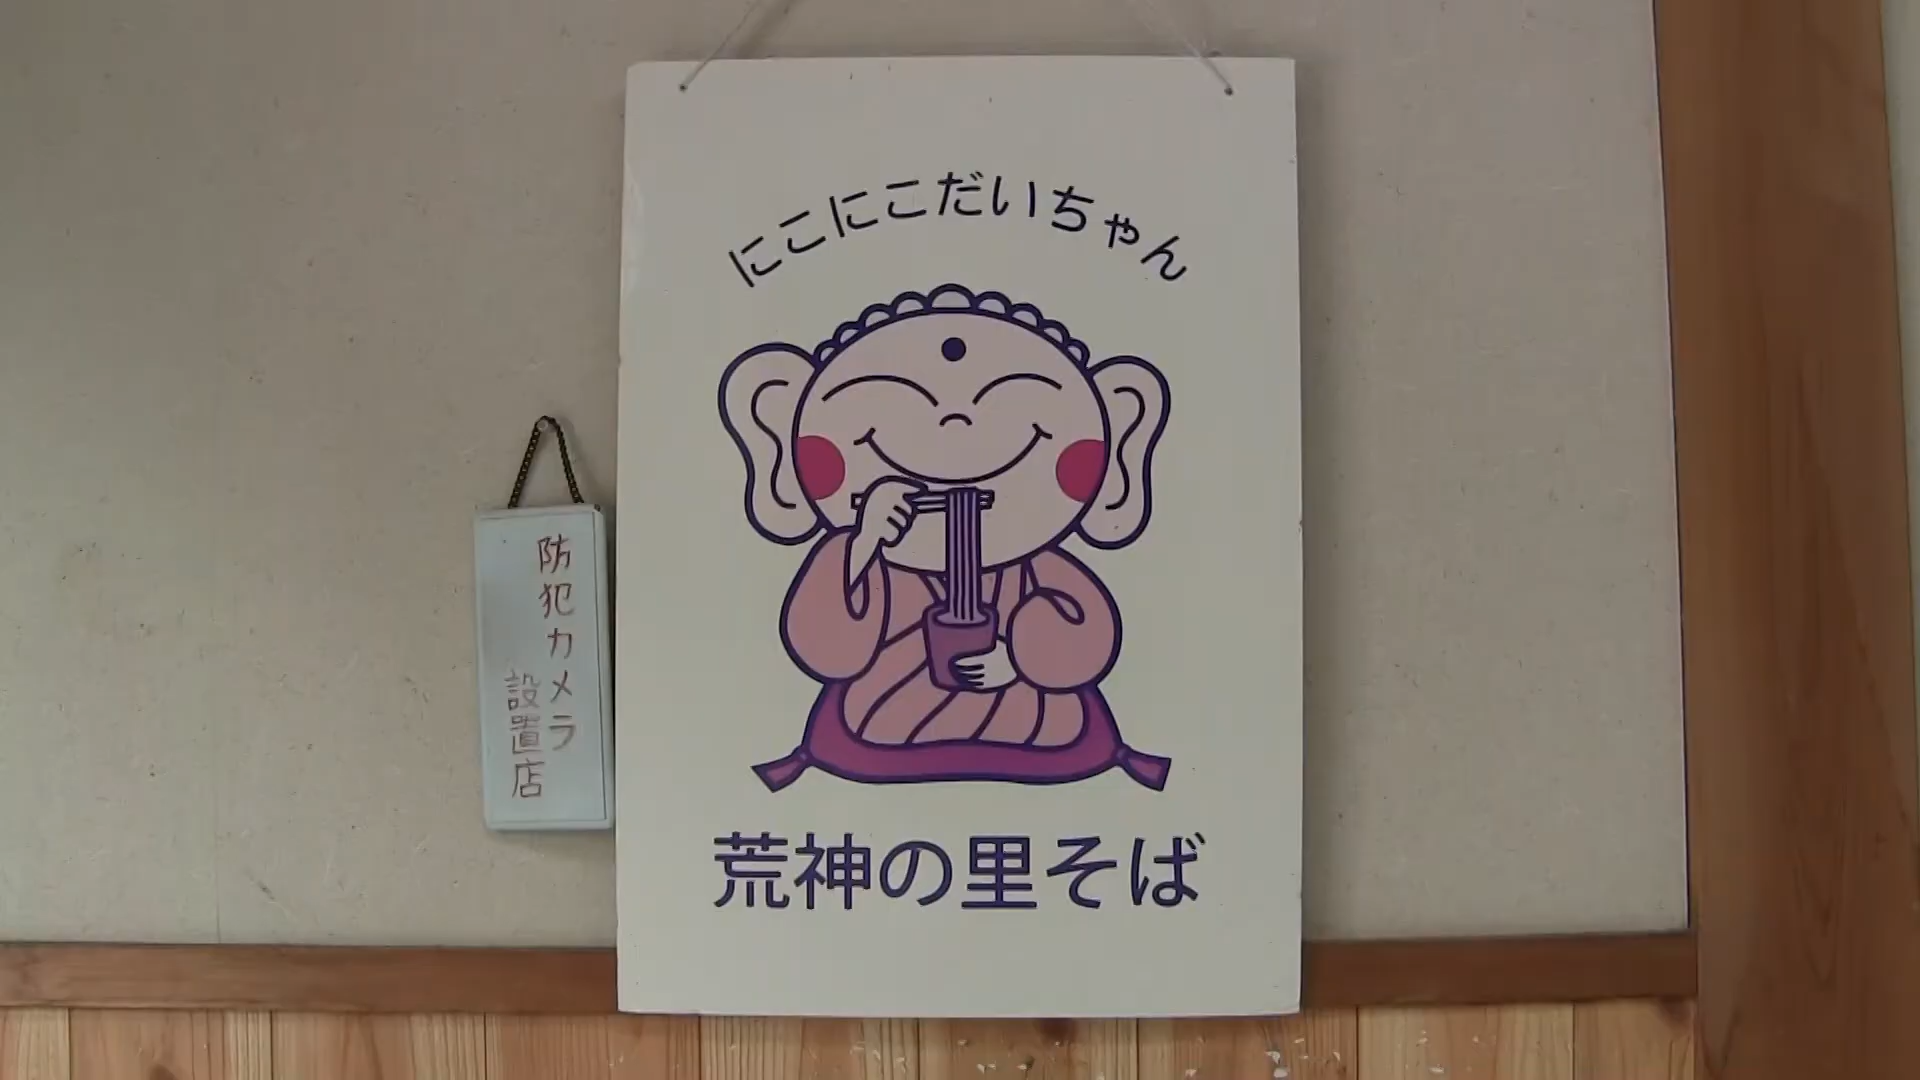 にこにこだいちゃん
荒神の里そば
防犯カメラ
設置店